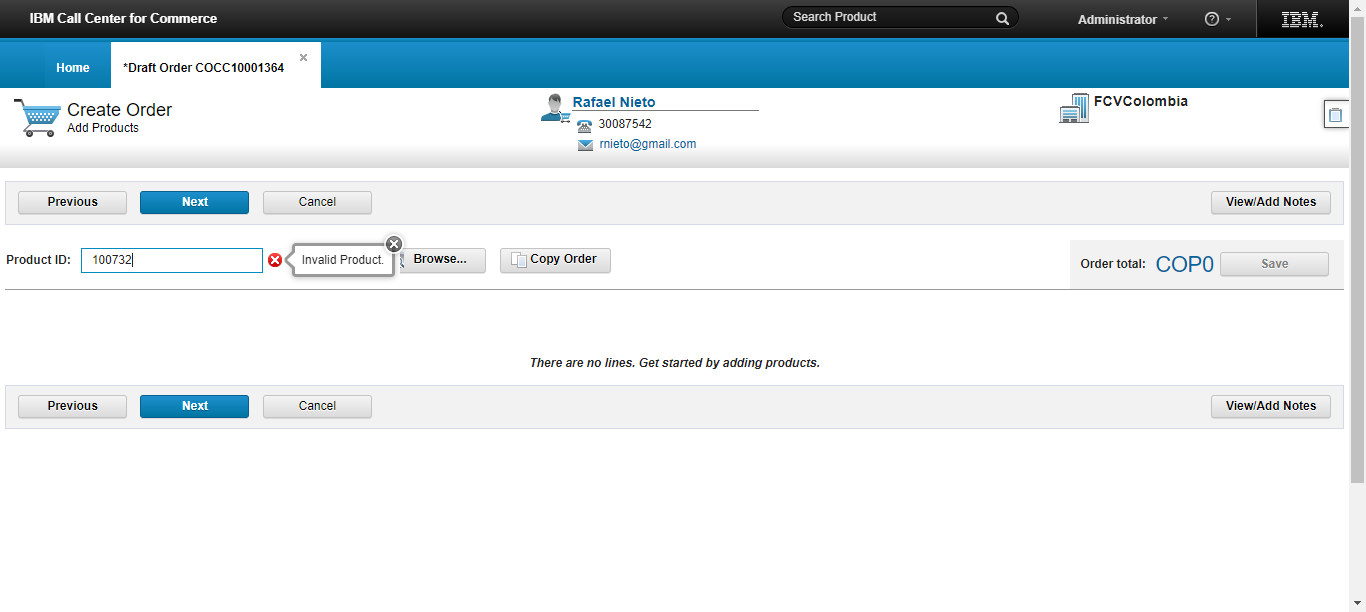 IBM Call Center for Commerce
Search Product
Administrator
?
IBM.
Home
*Draft Order COCC10001364
Create Order
Add Products
Rafael Nieto
30087542
rnieto@gmail.com
FCVColombia
Previous
Next
Cancel
View/Add Notes
Product ID:
100732
Invalid Product.
Browse...
Copy Order
Order total:
COP0
Save
There are no lines. Get started by adding products.
Previous
Next
Cancel
View/Add Notes